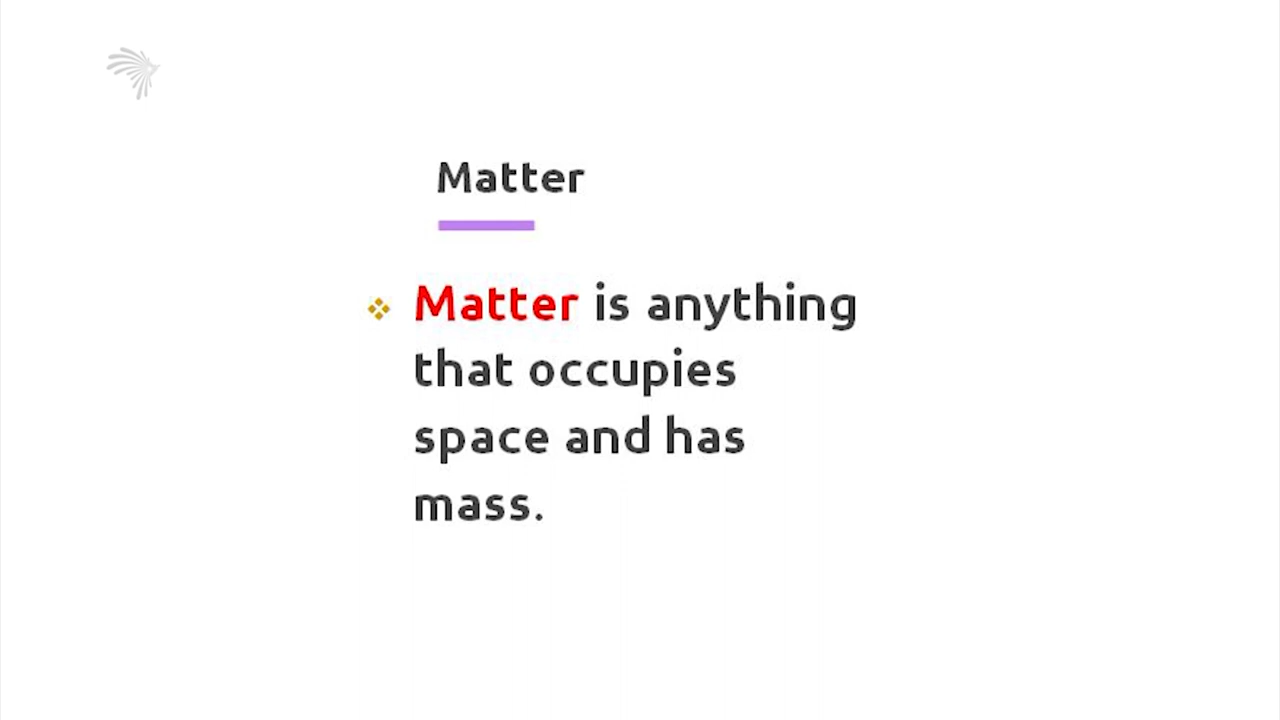 Matter
Matter is anything
that occupies
space and has
mass.